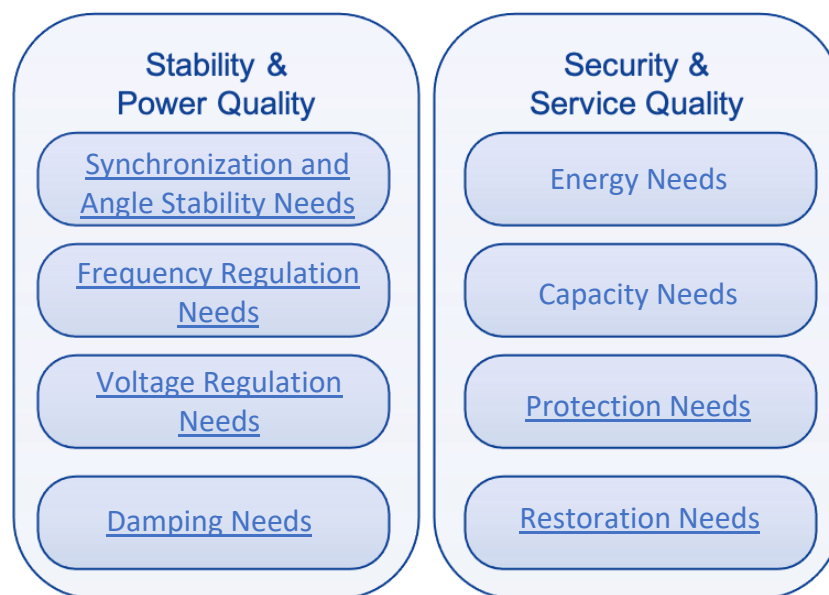 Stability &
Power Quality
Synchronization and
Angle Stability Needs
Frequency Regulation
Needs
Voltage Regulation
Needs
Damping Needs
Security &
Service Quality
Energy Needs
Capacity Needs
Protection Needs
Restoration Needs